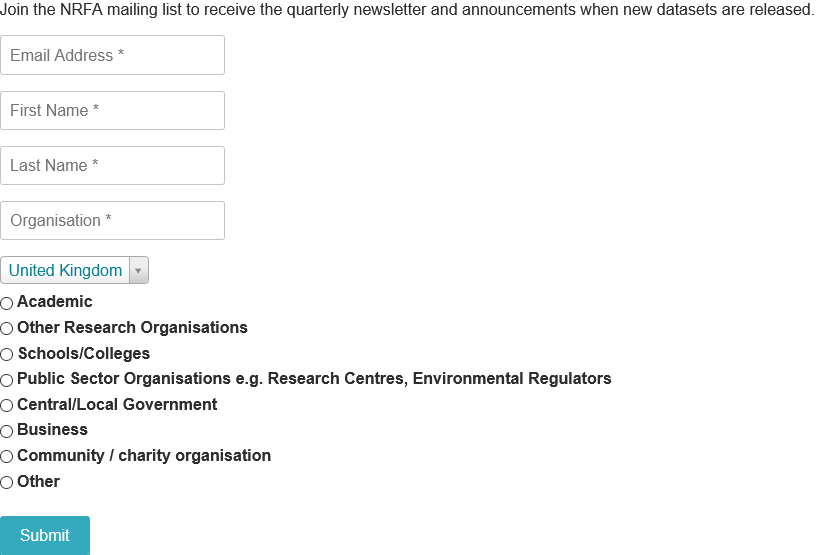 Join the NRFA mailing list to receive the quarterly newsletter and announcements when new datasets are released.
Email Address *
First Name *
Last Name *
Organisation *
United Kingdom
Academic
Other Research Organisations
Schools/Colleges
Public Sector Organisations e.g. Research Centres, Environmental Regulators
Central/Local Government
Business
Community / charity organisation
Other
Submit